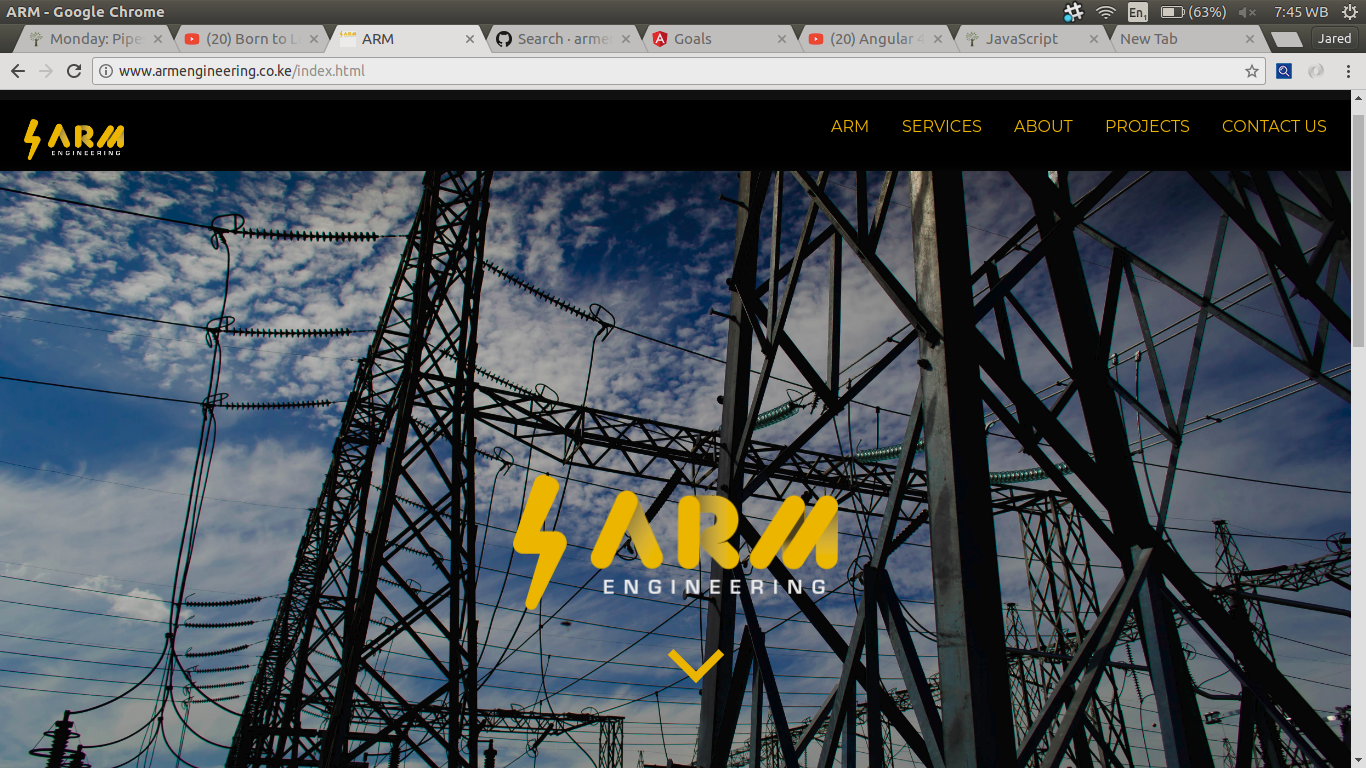 ARM - Google Chrome
En1
(63%)
7:45 WB
Monday: Pipe
(20) Born to L
ARM
Search · arme
Goals
(20) Angular 4
JavaScript
New Tab
Jared
www.armengineering.co.ke/index.html
ARM
ENGINEERING
ARM
SERVICES
ABOUT
PROJECTS
CONTACT US
ARM
ENGINEERING